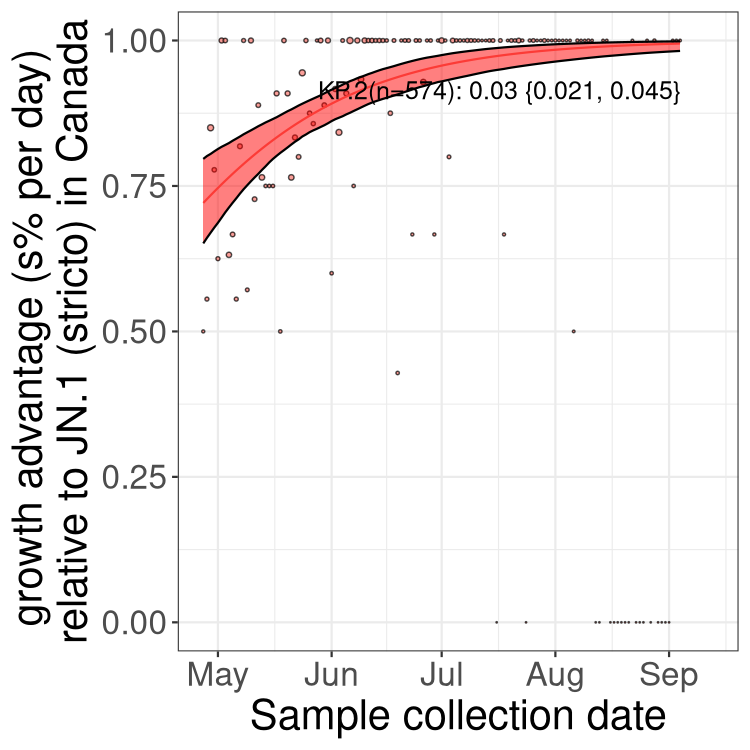 growth advantage (s% per day)
relative to JN.1 (stricto) in Canada
1.00
0.75
0.50
0.25
0.00
KP.2(n=574): 0.03 {0.021, 0.045}
May Jun Jul Aug Sep
Sample collection date